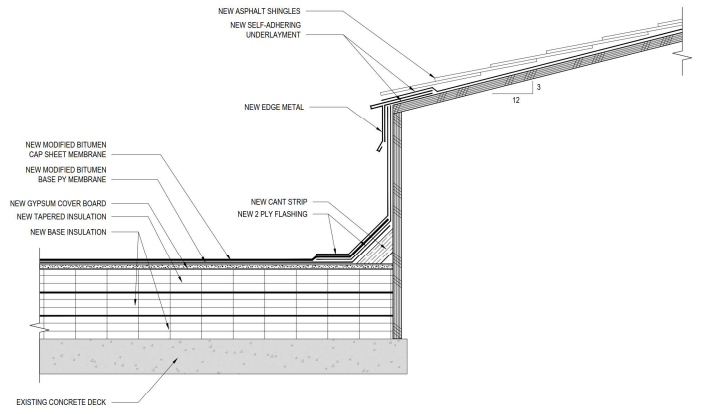 NEW ASPHALT SHINGLES
NEW SELF-ADHERING
UNDERLAYMENT
3
12
NEW EDGE METAL
NEW MODIFIED BITUMEN
CAP SHEET MEMBRANE
NEW MODIFIED BITUMEN
BASE PY MEMBRANE
NEW GYPSUM COVER BOARD
NEW TAPERED INSULATION
NEW BASE INSULATION
NEW CANT STRIP
NEW 2 PLY FLASHING
EXISTING CONCRETE DECK